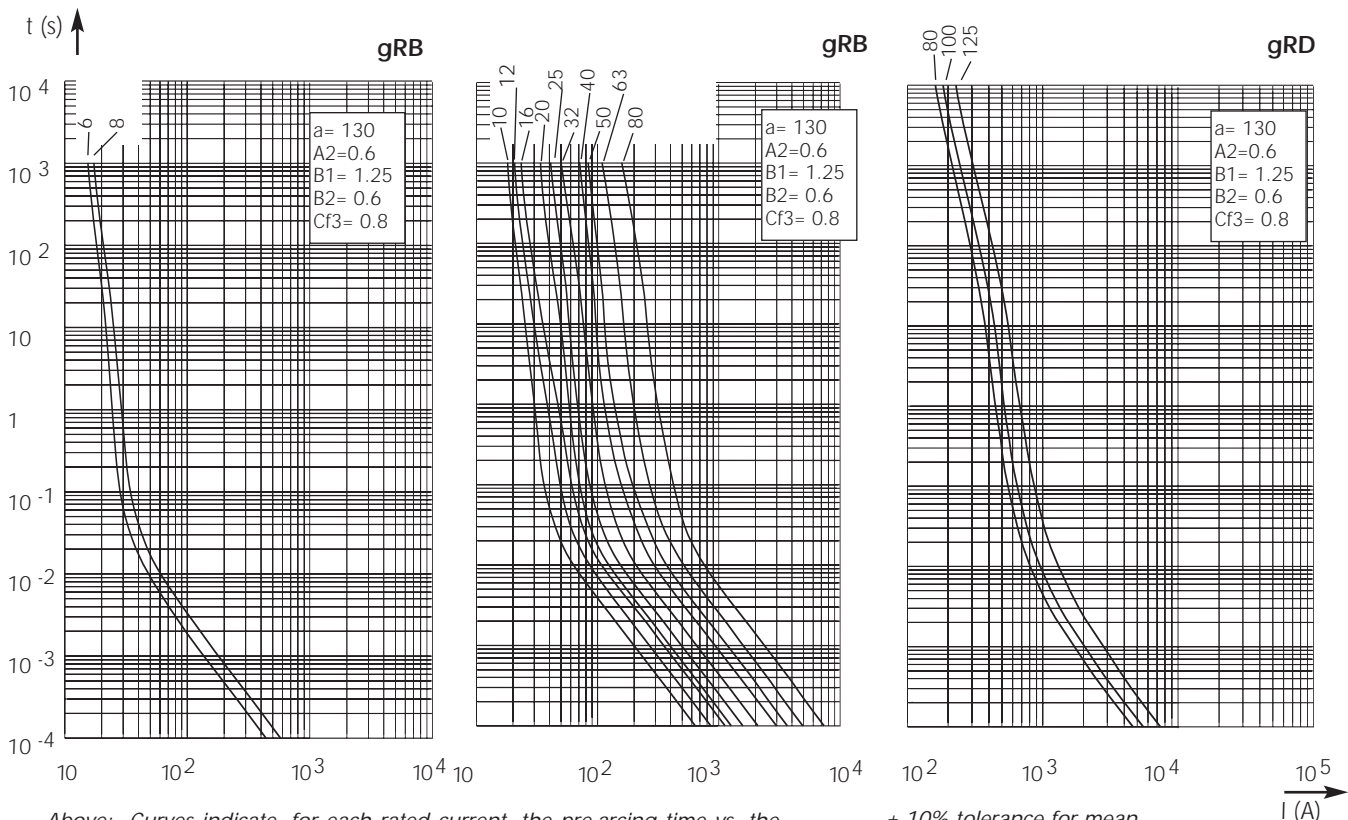 t (s)
gRB
10 4
10 3
10 2
10
1
10 -1
10 -2
10 -3
10 -4
6
8
a= 130
A2=0.6
B1= 1.25
B2= 0.6
Cf3= 0.8
10
10 2
10 3
10 4
gRB
10
12
16
20
25
32
40
50
63
80
a= 130
A2=0.6
B1= 1.25
B2= 0.6
Cf3= 0.8
10
10 2
10 3
10 4
gRD
80
100
125
a= 130
A2=0.6
B1= 1.25
B2= 0.6
Cf3= 0.8
10 2
10 3
10 4
10 5
I (A)
Above: Curves indicate, for each rated current, the pre-arcing time vs. the
± 10% tolerance for mean